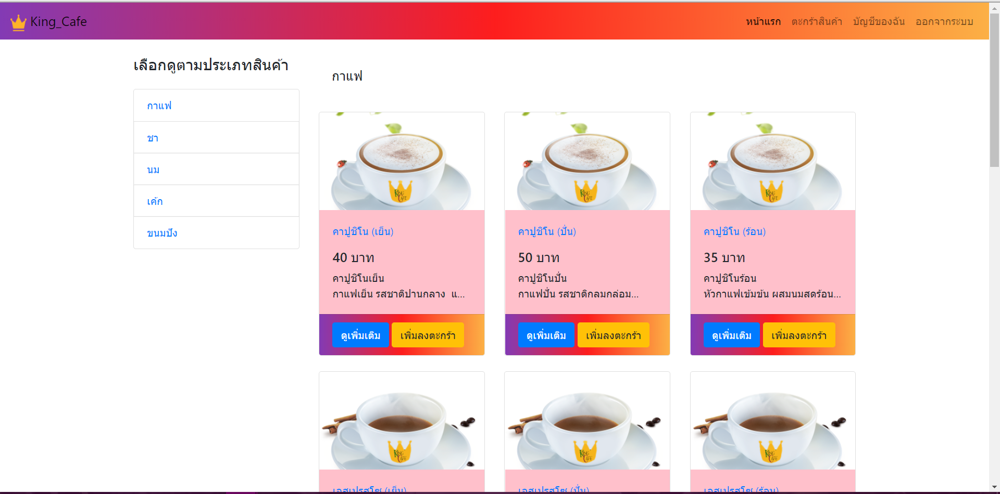 King_Cafe
หน้าแรก ตะกร้าสินค้า บัญชีของฉัน ออกจากระบบ
เลือกดูตามประเภทสินค้า
กาแฟ
ชา
นม
เค้ก
ขนมปัง
กาแฟ
KING CAFE
คาปูชิโน (เย็น)
40 บาท
คาปูชิโนเย็น
กาแฟเย็น รสชาติปานกลาง แ...
ดูเพิ่มเติม เพิ่มลงตะกร้า
KING CAFE
คาปูชิโน (ปั่น)
50 บาท
คาปูชิโนปั่น
กาแฟปั่น รสชาติกลมกล่อม...
ดูเพิ่มเติม เพิ่มลงตะกร้า
KING CAFE
คาปูชิโน (ร้อน)
35 บาท
คาปูชิโนร้อน
หัวกาแฟเข้มข้น ผสมนมสดร้อน...
ดูเพิ่มเติม เพิ่มลงตะกร้า
KING CAFE
เอสเปรสโซ (เย็น)
KING CAFE
เอสเปรสโซ (ปั่น)
KING CAFE
เอสเปรสโซ (ร้อน)